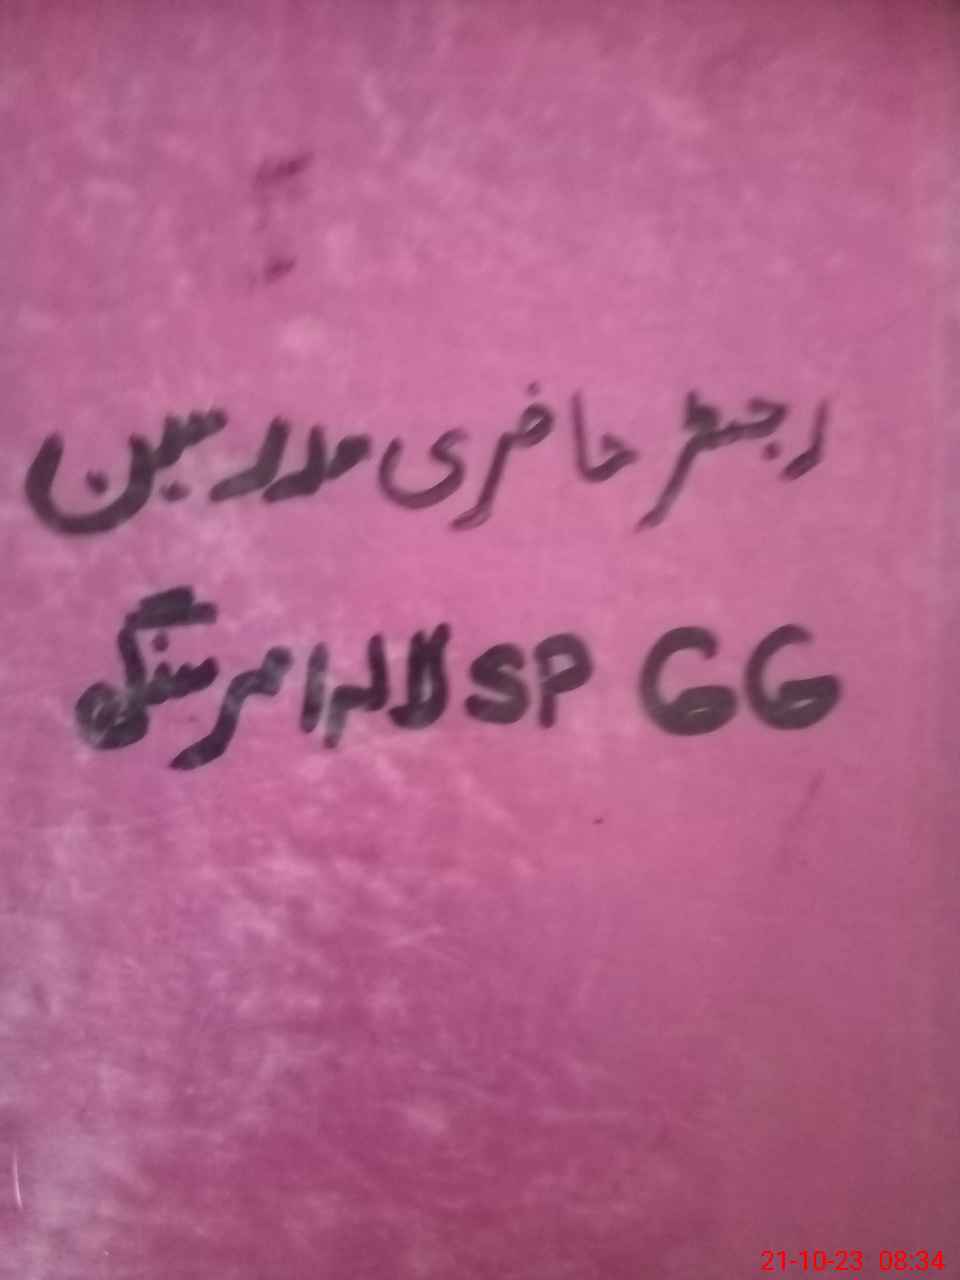 رجسٹر حاضری مدرسین
GG SP لالہ امر سنگھ
21-10-23 08:34